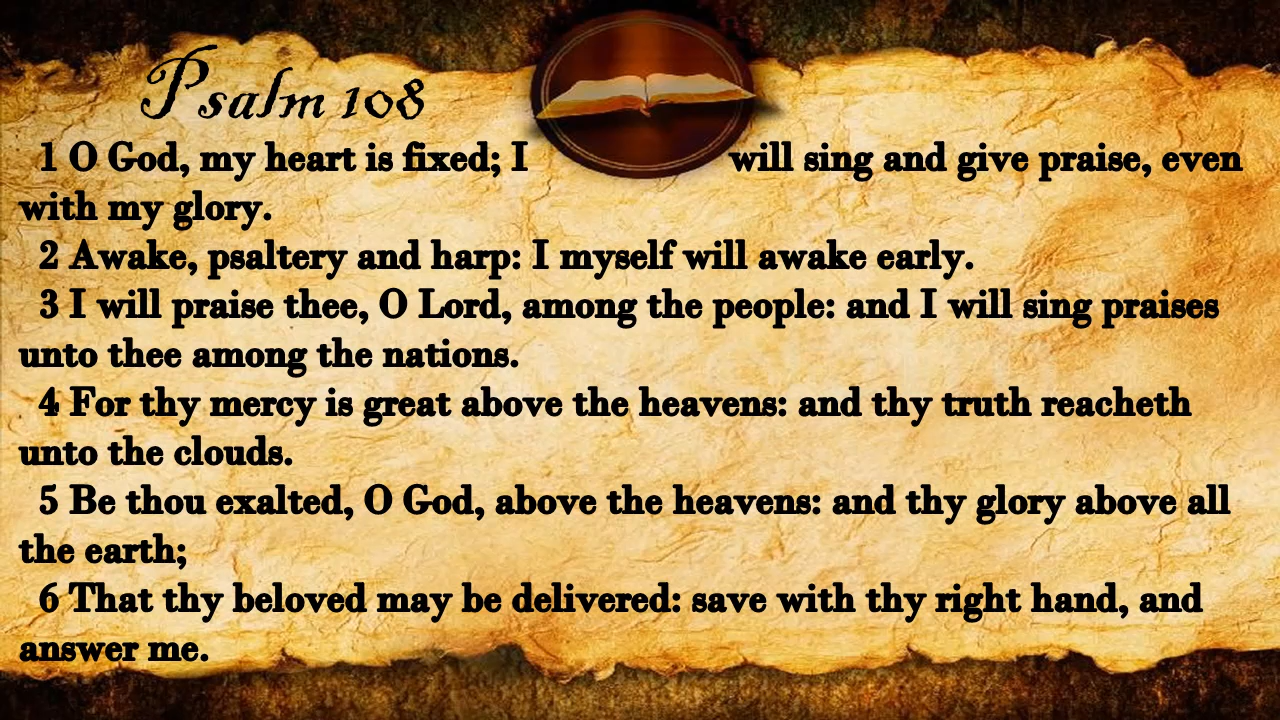 Psalm 108
1 O God, my heart is fixed; I will sing and give praise, even
with my glory.
2 Awake, psaltery and harp: I myself will awake early.
3 I will praise thee, O Lord, among the people: and I will sing praises
unto thee among the nations.
4 For thy mercy is great above the heavens: and thy truth reacheth
unto the clouds.
5 Be thou exalted, O God, above the heavens: and thy glory above all
the earth;
6 That thy beloved may be delivered: save with thy right hand, and
answer me.